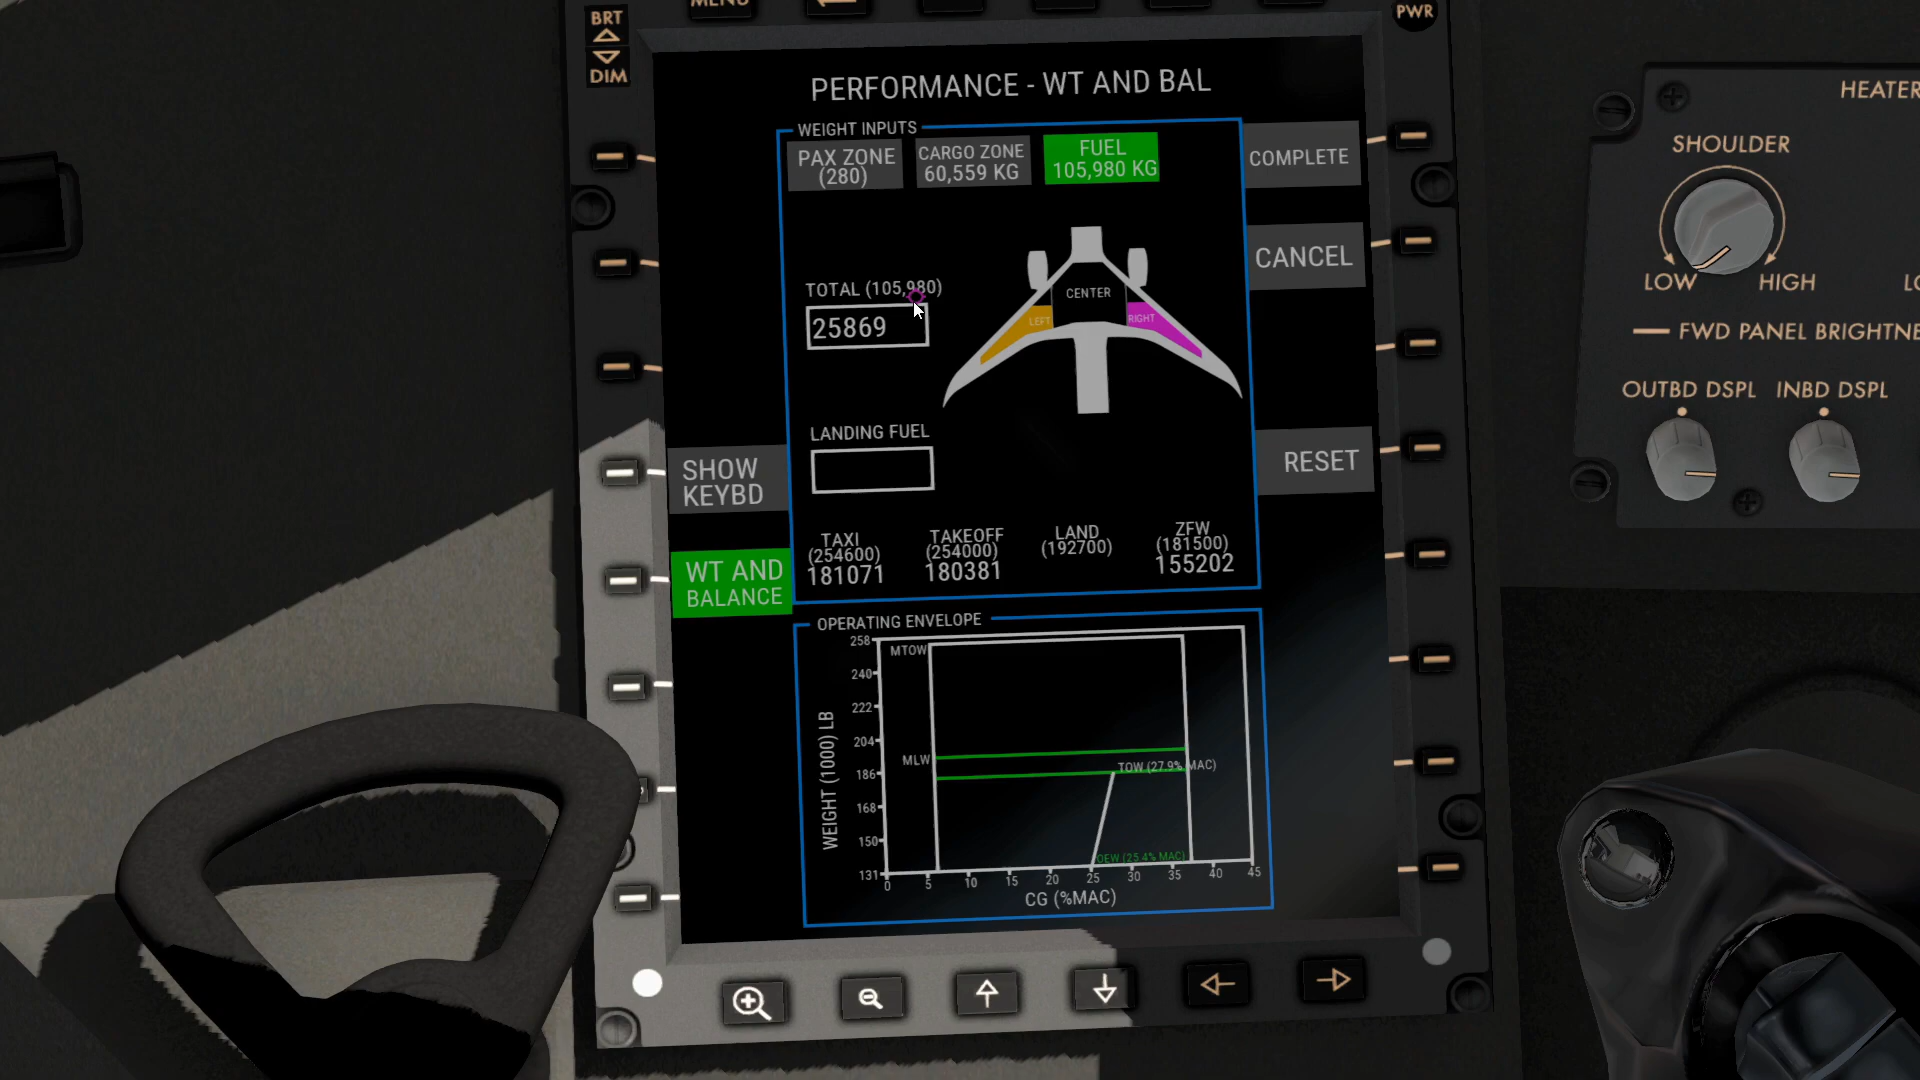 MENU
BRT
DIM
PWR
PERFORMANCE - WT AND BAL
WEIGHT INPUTS
PAX ZONE
(280)
CARGO ZONE
60,559 KG
FUEL
105,980 KG
COMPLETE
CANCEL
RESET
TOTAL (105,980)
25869
CENTER
LEFT
RIGHT
LANDING FUEL
SHOW
KEYBD
WT AND
BALANCE
TAXI
(254600)
181071
TAKEOFF
(254000)
180381
LAND
(192700)
ZFW
(181500)
155202
OPERATING ENVELOPE
WEIGHT (1000) LB
258
240
222
204
186
168
150
131
MTOW
MLW
TOW (27.9% MAC)
OEW (25.4% MAC)
0
5
10
15
20
25
30
35
40
45
CG (%MAC)
HEATER
SHOULDER
LOW
HIGH
LO
FWD PANEL BRIGHTNE
OUTBD DSPL
INBD DSPL